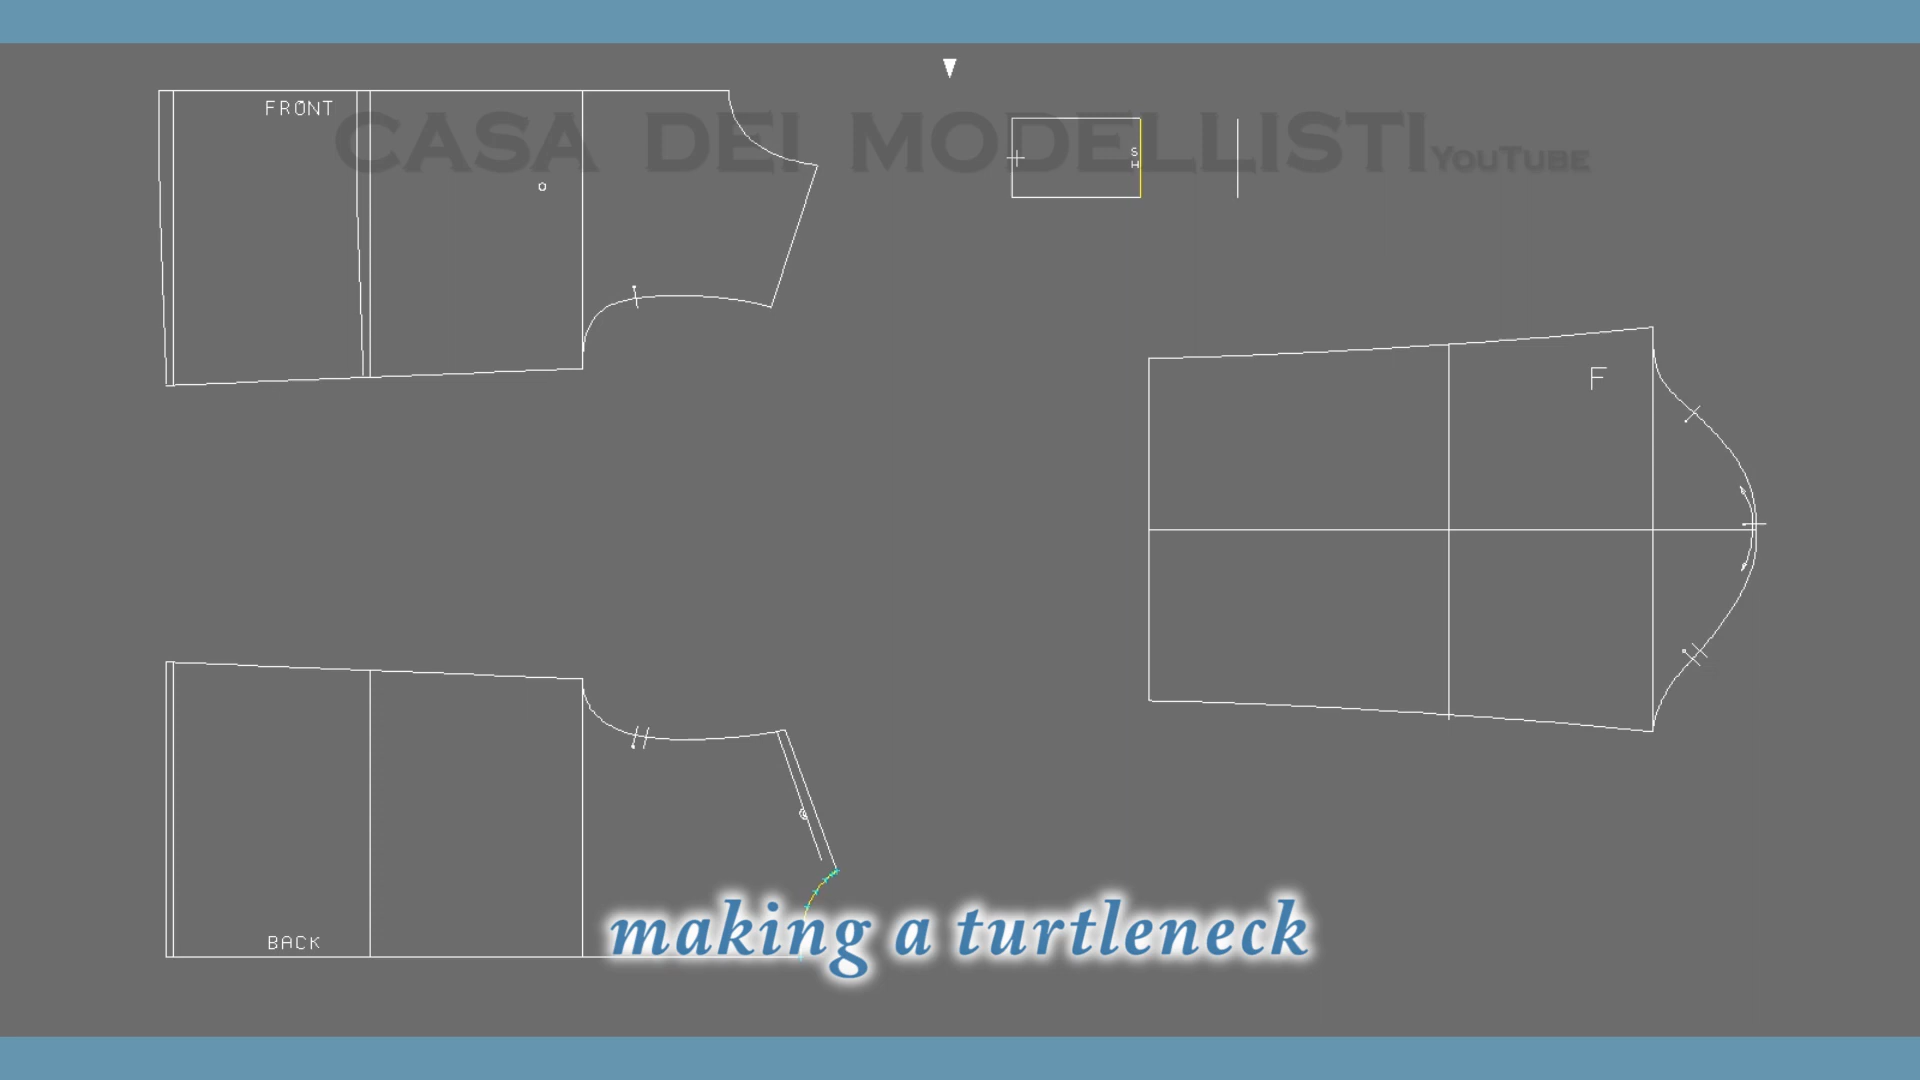 FRONT
CASA DEI MODELLISTI YouTube
S
H
F
BACK
making a turtleneck